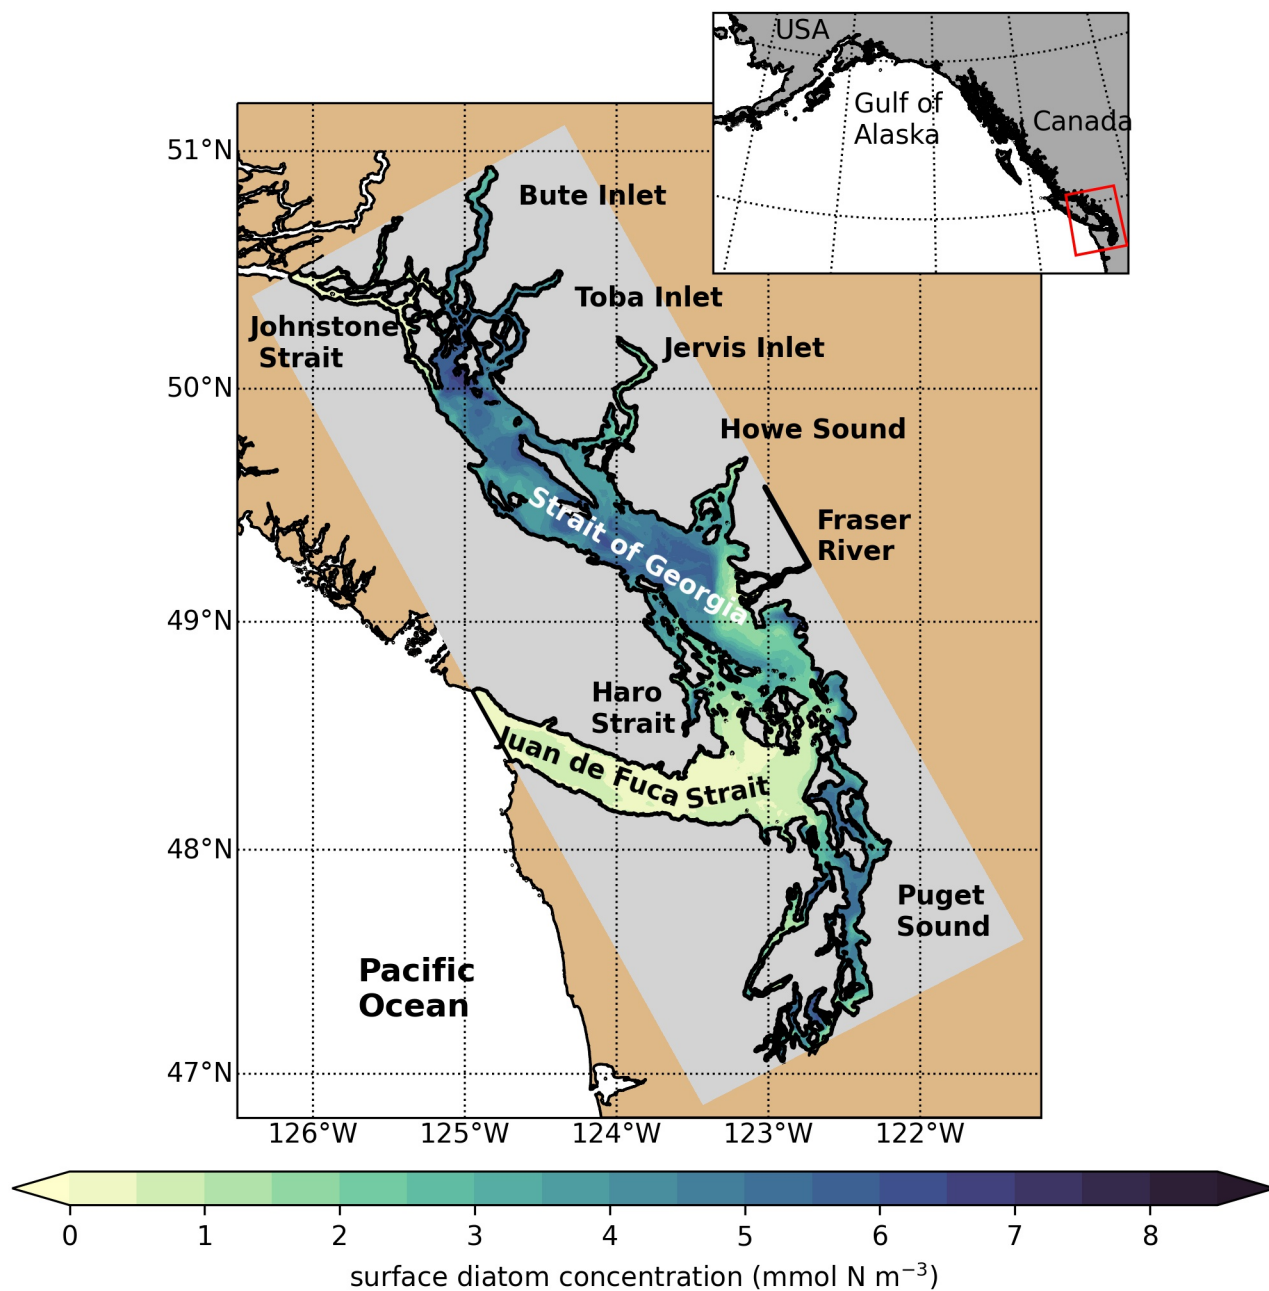 USA
Gulf of
Alaska
Canada
51°N
50°N
49°N
48°N
47°N
Bute Inlet
Toba Inlet
Johnstone
Strait
Jervis Inlet
Howe Sound
Fraser
River
Strait of Georgia
Haro
Strait
Juan de Fuca Strait
Puget
Sound
Pacific
Ocean
126°W 125°W 124°W 123°W 122°W
0 1 2 3 4 5 6 7 8
surface diatom concentration (mmol N m⁻³)